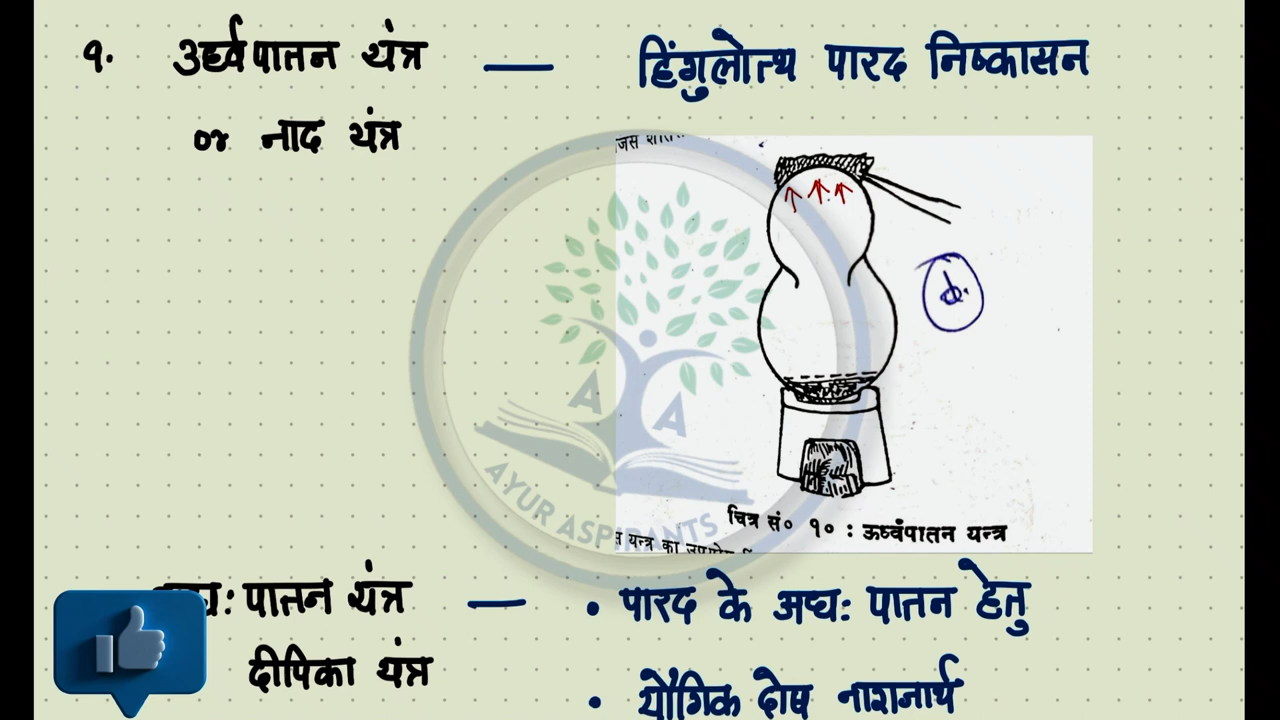 १. उर्ध्वपातन यंत्र — हिंगुलोत्थ पारद निष्कासन
or नाद यंत्र
A A
AYUR ASPIRANTS
चित्र सं० १० : ऊर्ध्वपातन यन्त्र
यन्त्र का
पातन यंत्र — • पारद के अधः पातन हेतु
दीपिका यंत्र
• यौगिक दोष नाशनार्थ